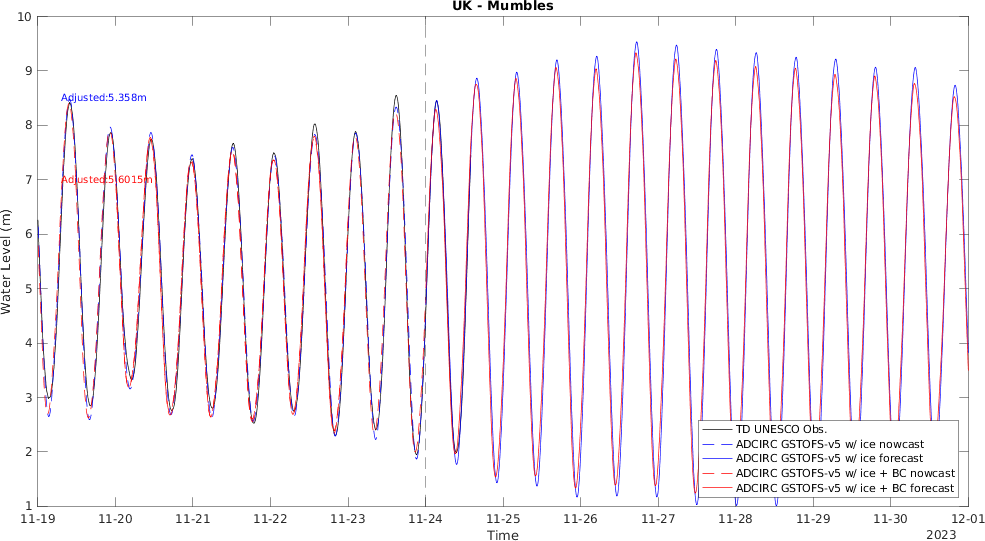 UK - Mumbles
10
9
8
7
6
5
4
3
2
1
Water Level (m)
Adjusted:5.358m
Adjusted:5.6015m
TD UNESCO Obs.
ADCIRC GSTOFS-v5 w/ ice nowcast
ADCIRC GSTOFS-v5 w/ ice forecast
ADCIRC GSTOFS-v5 w/ ice + BC nowcast
ADCIRC GSTOFS-v5 w/ ice + BC forecast
11-19 11-20 11-21 11-22 11-23 11-24 11-25 11-26 11-27 11-28 11-29 11-30 12-01
Time
2023